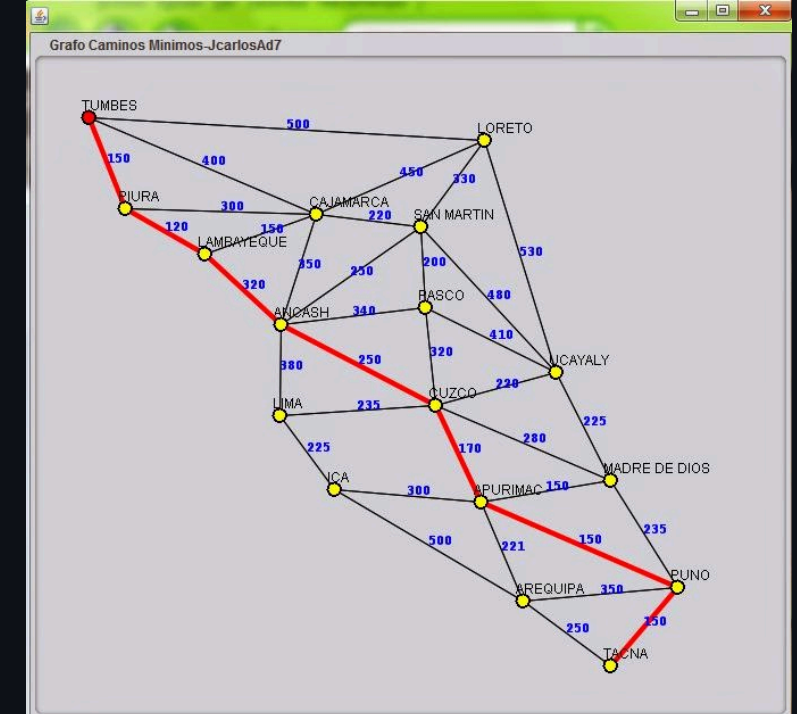 Grafo Caminos Minimos-JcarlosAd7
TUMBES
500
LORETO
150
400
450
330
PIURA
300
CAJAMARCA
220
SAN MARTIN
120
150
LAMBAYEQUE
350
250
200
530
320
PASCO
480
ANCASH
340
410
380
250
320
UCAYALY
220
LIMA
235
CUZCO
225
225
170
280
ICA
MADRE DE DIOS
300
APURIMAC
150
500
221
150
235
PUNO
AREQUIPA
350
250
150
TACNA